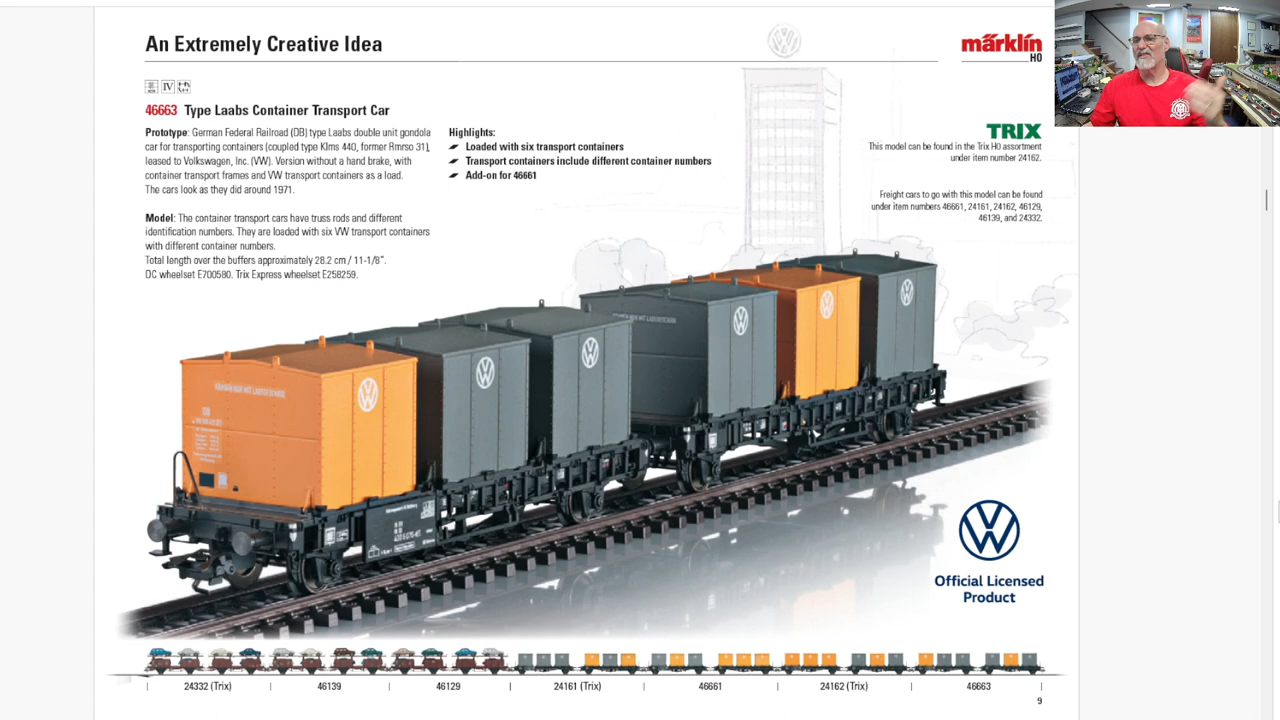 An Extremely Creative Idea
märklin
H0
IV
46663 Type Laabs Container Transport Car
Prototype: German Federal Railroad (DB) type Laabs double unit gondola
car for transporting containers (coupled type Klms 440, former Rmrso 31),
leased to Volkswagen, Inc. (VW). Version without a hand brake, with
container transport frames and VW transport containers as a load.
The cars look as they did around 1971.
Model: The container transport cars have truss rods and different
identification numbers. They are loaded with six VW transport containers
with different container numbers.
Total length over the buffers approximately 28.2 cm / 11-1/8".
DC wheelset E700580. Trix Express wheelset E258259.
Highlights:
Loaded with six transport containers
Transport containers include different container numbers
Add-on for 46661
TRIX
This model can be found in the Trix H0 assortment
under item number 24162.
Freight cars to go with this model can be found
under item numbers 46661, 24161, 24162, 46129,
46139, and 24332.
Official Licensed
Product
24332 (Trix)
46139
46129
24161 (Trix)
46661
24162 (Trix)
46663
9